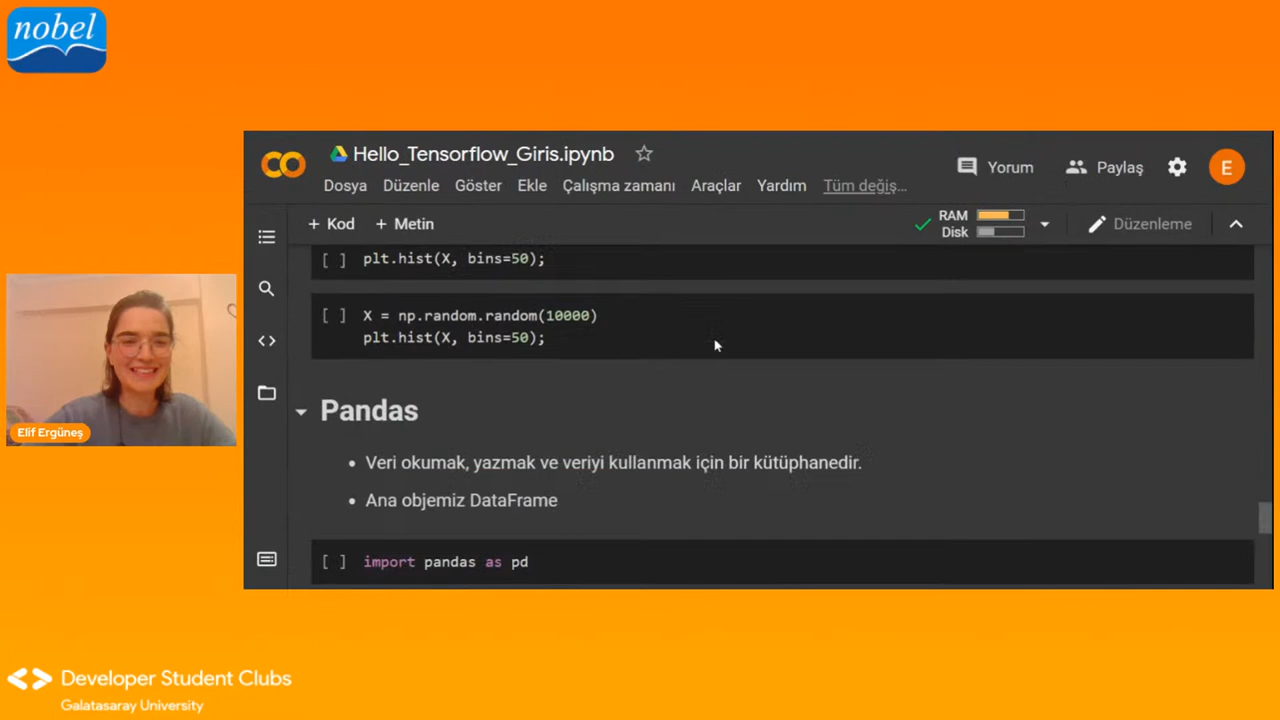 nobel
Hello_Tensorflow_Giris.ipynb
Yorum
Paylaş
E
Dosya Düzenle Göster Ekle Çalışma zamanı Araçlar Yardım Tüm değiş...
+ Kod + Metin
RAM
Disk
Düzenleme
[ ] plt.hist(X, bins=50);
[ ] X = np.random.random(10000)
plt.hist(X, bins=50);
Pandas
• Veri okumak, yazmak ve veriyi kullanmak için bir kütüphanedir.
• Ana objemiz DataFrame
[ ] import pandas as pd
Elif Ergüneş
Developer Student Clubs
Galatasaray University